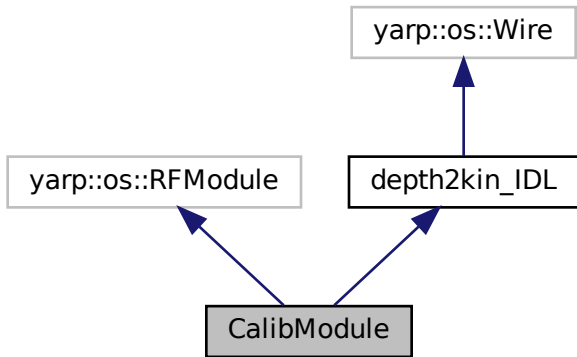 yarp::os::Wire
yarp::os::RFModule
depth2kin_IDL
CalibModule